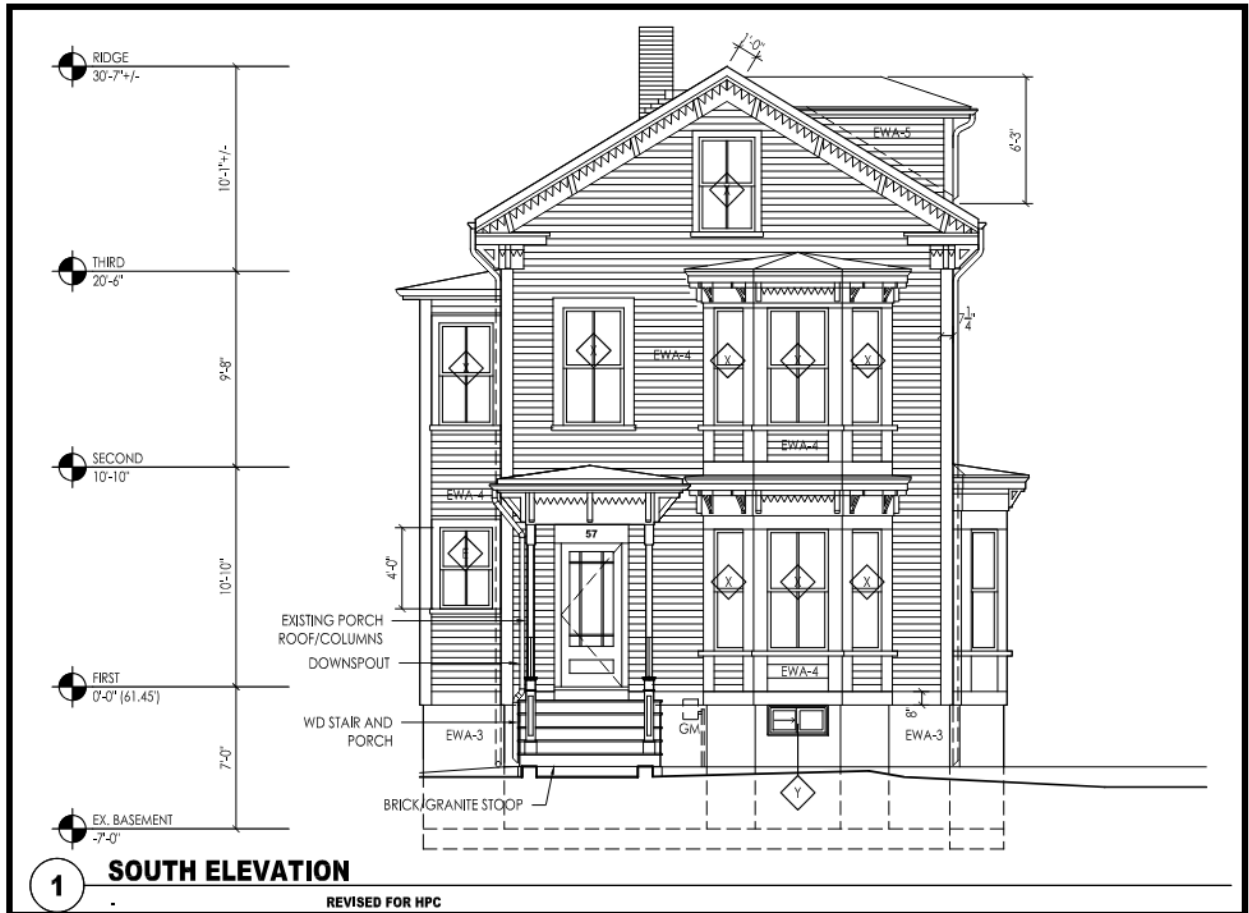 RIDGE
30'-7"+/-
1'-0"
EWA-5
6'-3"
10'-1"+/-
THIRD
20'-6"
7 1/4"
EWA-4
X
X
X
X
9'-8"
EWA-4
SECOND
10'-10"
EWA-4
57
E
X
X
X
4'-0"
10'-10"
EXISTING PORCH
ROOF/COLUMNS
DOWNSPOUT
EWA-4
FIRST
0'-0" (61.45')
8"
WD STAIR AND
PORCH
EWA-3
GM
EWA-3
7'-0"
Y
BRICK/GRANITE STOOP
EX. BASEMENT
-7'-0"
1
SOUTH ELEVATION
-
REVISED FOR HPC